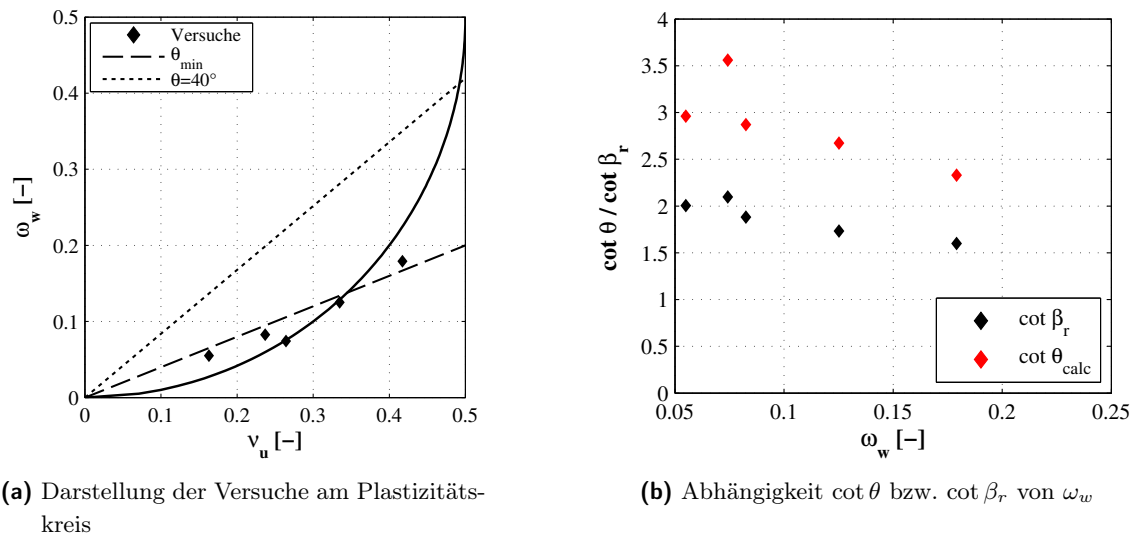 0.5
0.4
0.3
0.2
0.1
0
0
0.1
0.2
0.3
0.4
0.5
ω_w [−]
ν_u [−]
Versuche
θ_min
θ=40°
4
3.5
3
2.5
2
1.5
1
0.5
0
0.05
0.1
0.15
0.2
0.25
cot θ / cot β_r
ω_w [−]
cot β_r
cot θ_calc
(a) Darstellung der Versuche am Plastizitäts-
kreis
(b) Abhängigkeit cot θ bzw. cot β_r von ω_w